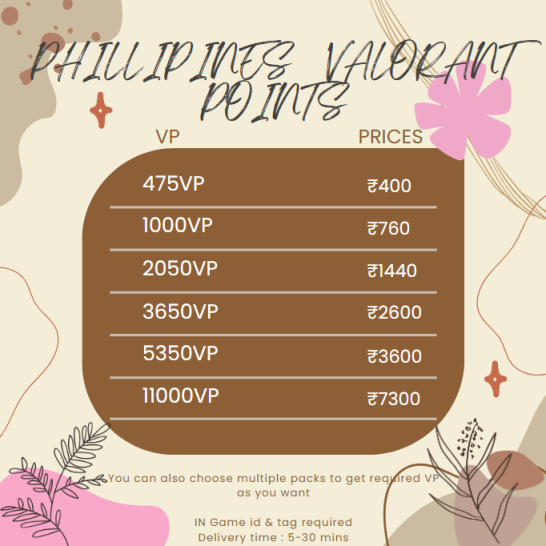 PHILLIPINES VALORANT
POINTS
VP PRICES
475VP ₹400
1000VP ₹760
2050VP ₹1440
3650VP ₹2600
5350VP ₹3600
11000VP ₹7300
You can also choose multiple packs to get required VP
as you want
IN Game id & tag required
Delivery time : 5-30 mins